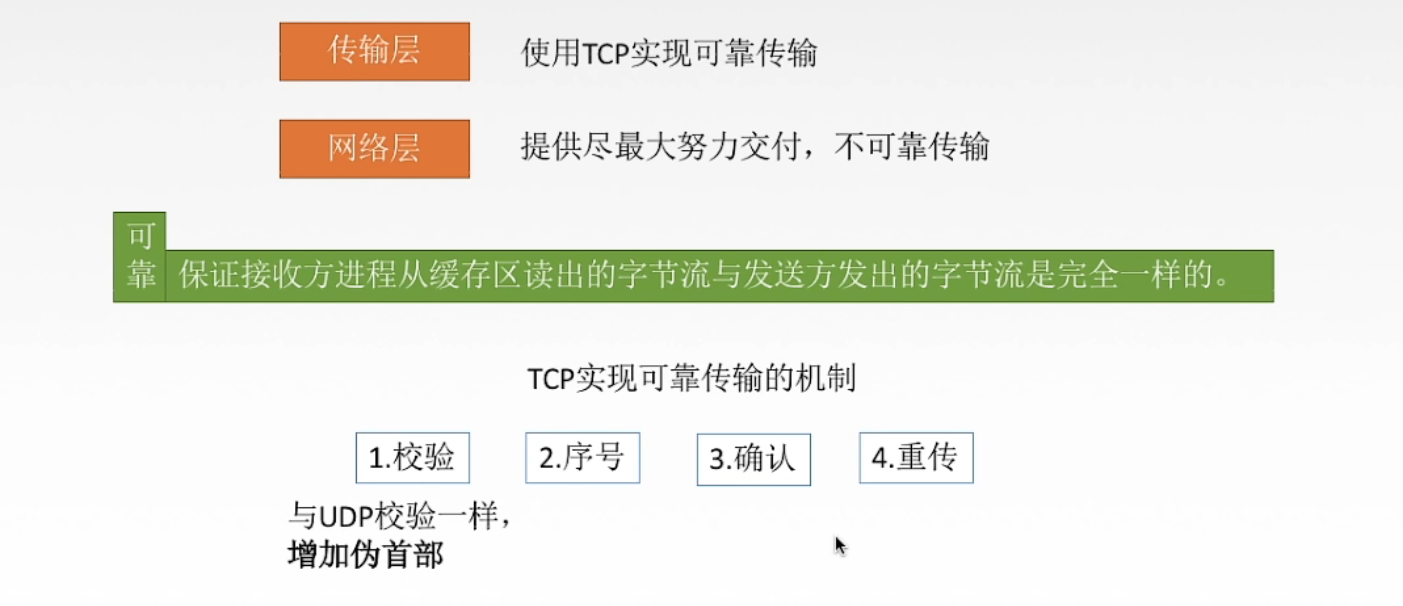 传输层 使用TCP实现可靠传输
网络层 提供尽最大努力交付，不可靠传输
可靠 保证接收方进程从缓存区读出的字节流与发送方发出的字节流是完全一样的。
TCP实现可靠传输的机制
1.校验 2.序号 3.确认 4.重传
与UDP校验一样，
增加伪首部